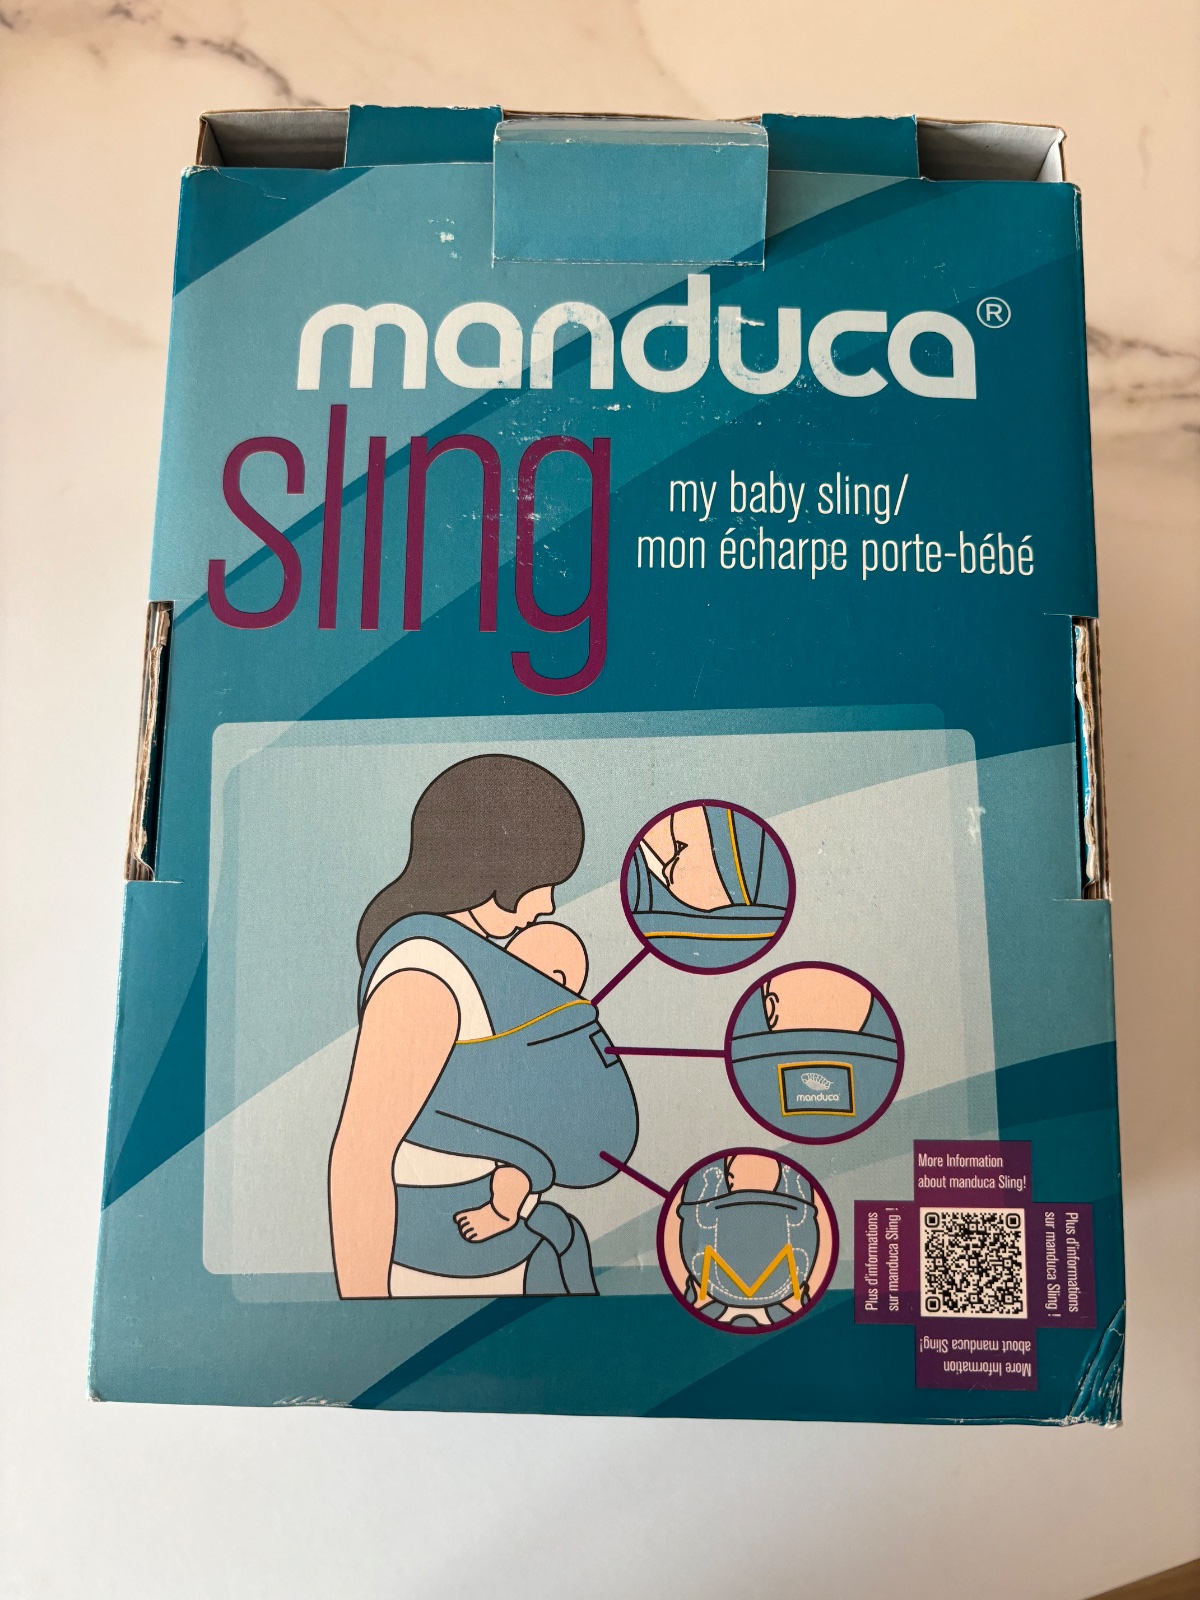 manduca®
sling
my baby sling/
mon écharpe porte-bébé
manduca
More Information
about manduca Sling!
Plus d'informations
sur manduca Sling !
Plus d'informations
sur manduca Sling !
More Information
about manduca Sling!